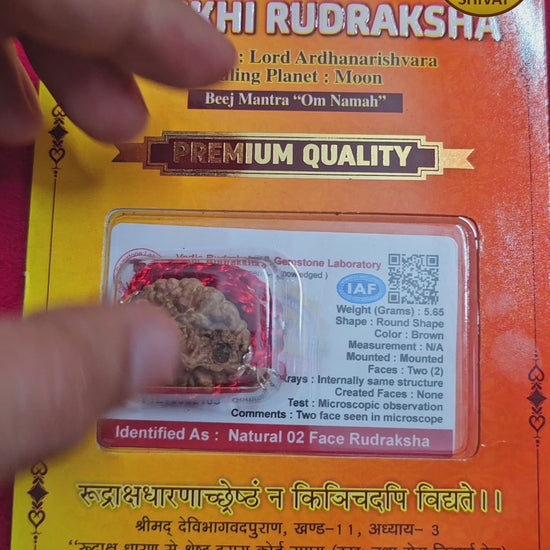 SHIVAY
KHI RUDRAKSHA
: Lord Ardhanarishvara
Planet : Moon
Beej Mantra “Om Namah”
PREMIUM QUALITY
Vedic Rudraksha & Gemstone Laboratory
IAF
Weight (Grams) : 5.65
Shape : Round Shape
Color : Brown
Measurement : N/A
Mounted : Mounted
Faces : Two (2)
: Internally same structure
Created Faces : None
Test : Microscopic observation
Comments : Two face seen in microscope
Identified As : Natural 02 Face Rudraksha
रूद्राक्षधारणाच्छ्रेष्ठं न किञ्चिदपि विद्यते।।
श्रीमद् देविभागवदपुराण, खण्ड-11, अध्याय- 3